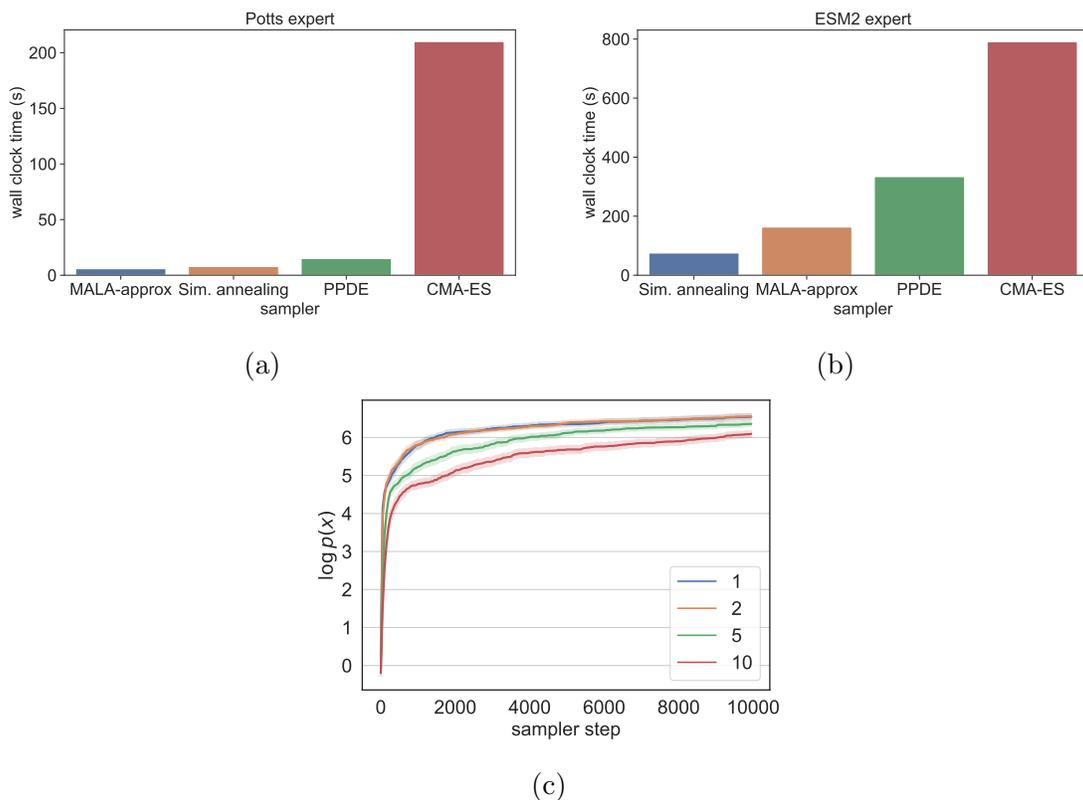 Potts expert
wall clock time (s)
200
150
100
50
0
MALA-approx Sim. annealing PPDE CMA-ES
sampler
(a)
ESM2 expert
wall clock time (s)
800
600
400
200
0
Sim. annealing MALA-approx PPDE CMA-ES
sampler
(b)
log p(x)
6
5
4
3
2
1
0
1
2
5
10
0 2000 4000 6000 8000 10000
sampler step
(c)